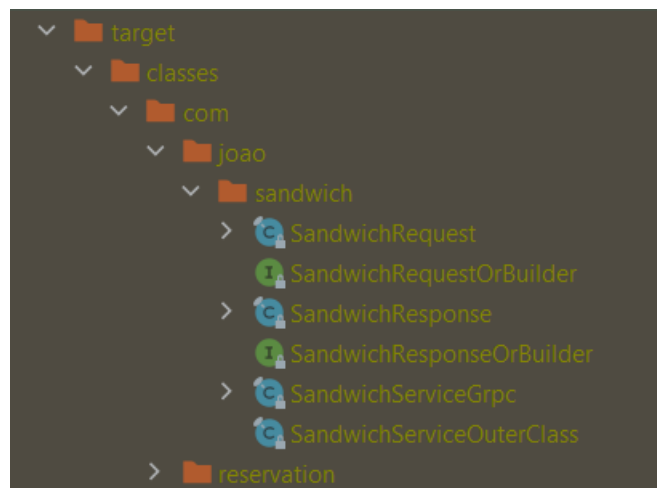 target
classes
com
joao
sandwich
SandwichRequest
SandwichRequestOrBuilder
SandwichResponse
SandwichResponseOrBuilder
SandwichServiceGrpc
SandwichServiceOuterClass
reservation